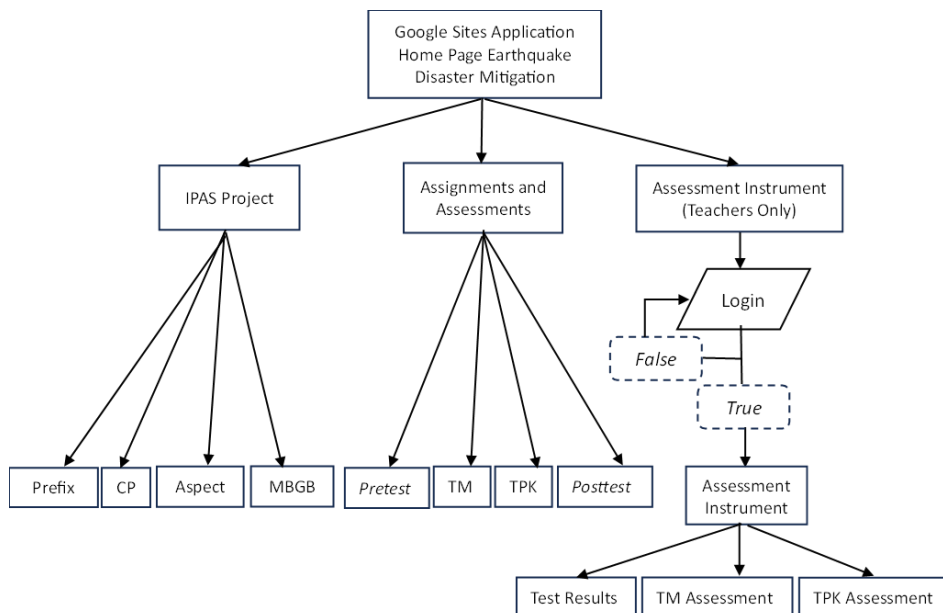 Google Sites Application
Home Page Earthquake
Disaster Mitigation
IPAS Project
Assignments and
Assessments
Assessment Instrument
(Teachers Only)
Login
False
True
Prefix
CP
Aspect
MBGB
Pretest
TM
TPK
Posttest
Assessment
Instrument
Test Results
TM Assessment
TPK Assessment